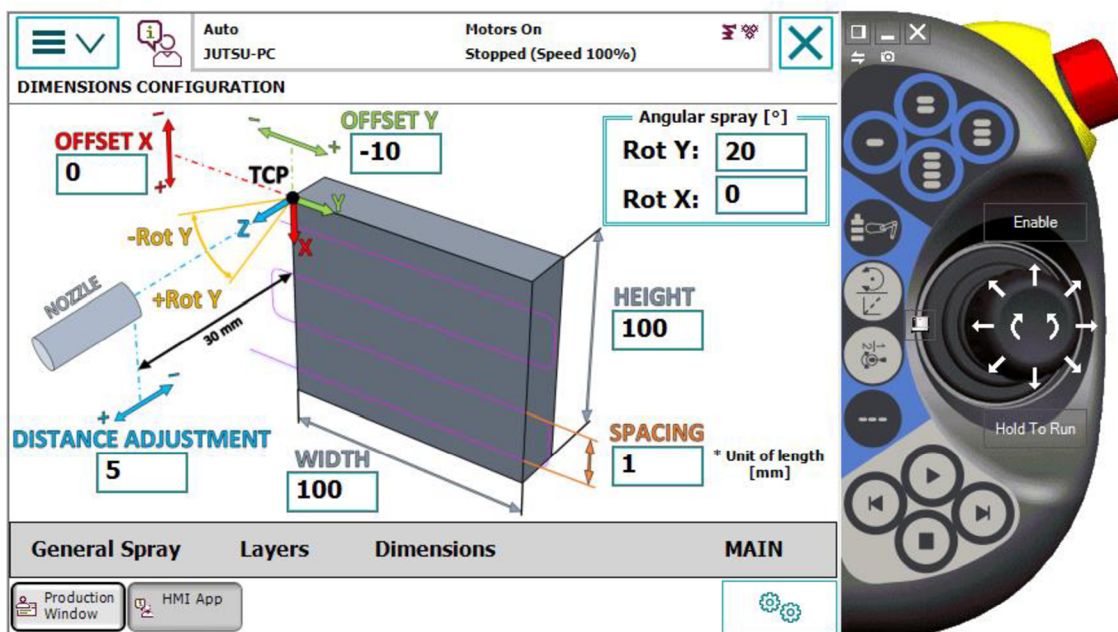 Auto
JUTSU-PC
Motors On
Stopped (Speed 100%)
DIMENSIONS CONFIGURATION
OFFSET X
0
OFFSET Y
-10
Angular spray [°]
Rot Y: 20
Rot X: 0
TCP
Y
Z
X
-Rot Y
+Rot Y
NOZZLE
30 mm
HEIGHT
100
DISTANCE ADJUSTMENT
5
WIDTH
100
SPACING
1
* Unit of length
[mm]
General Spray
Layers
Dimensions
MAIN
Production
Window
HMI App
Enable
Hold To Run